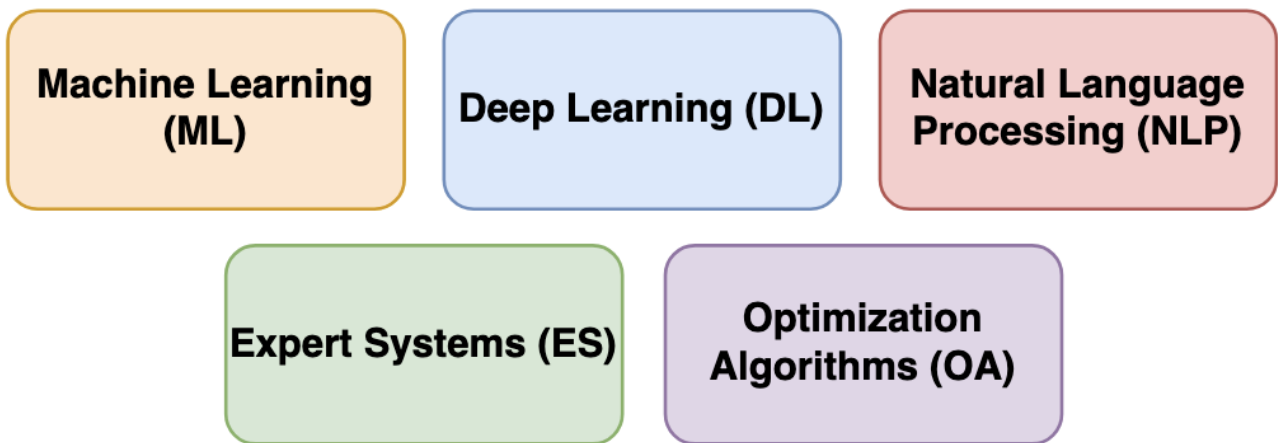 Machine Learning
(ML)
Deep Learning (DL)
Natural Language
Processing (NLP)
Expert Systems (ES)
Optimization
Algorithms (OA)